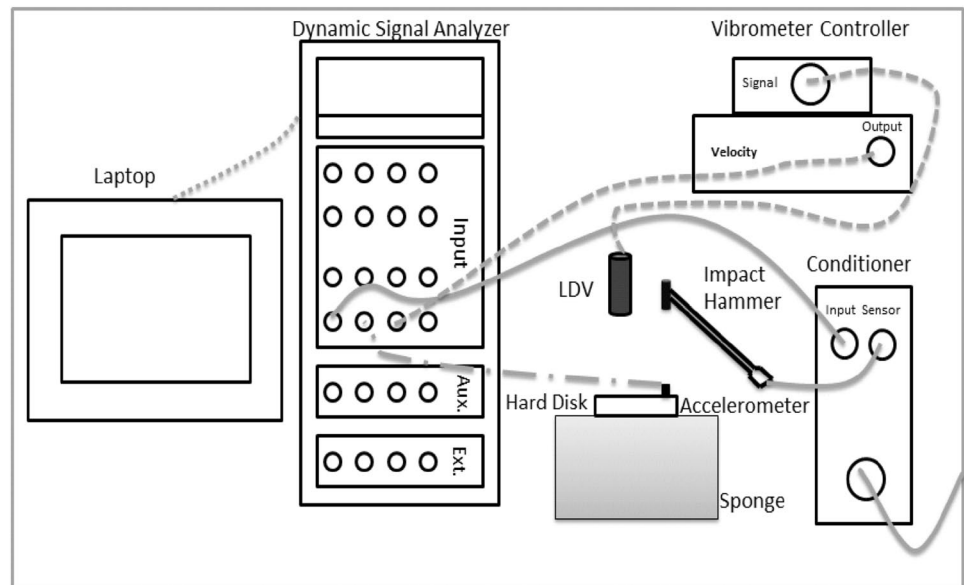 Dynamic Signal Analyzer
Vibrometer Controller
Signal
Output
Velocity
Laptop
Input
LDV
Impact
Hammer
Conditioner
Input Sensor
Aux.
Hard Disk
Accelerometer
Ext.
Sponge